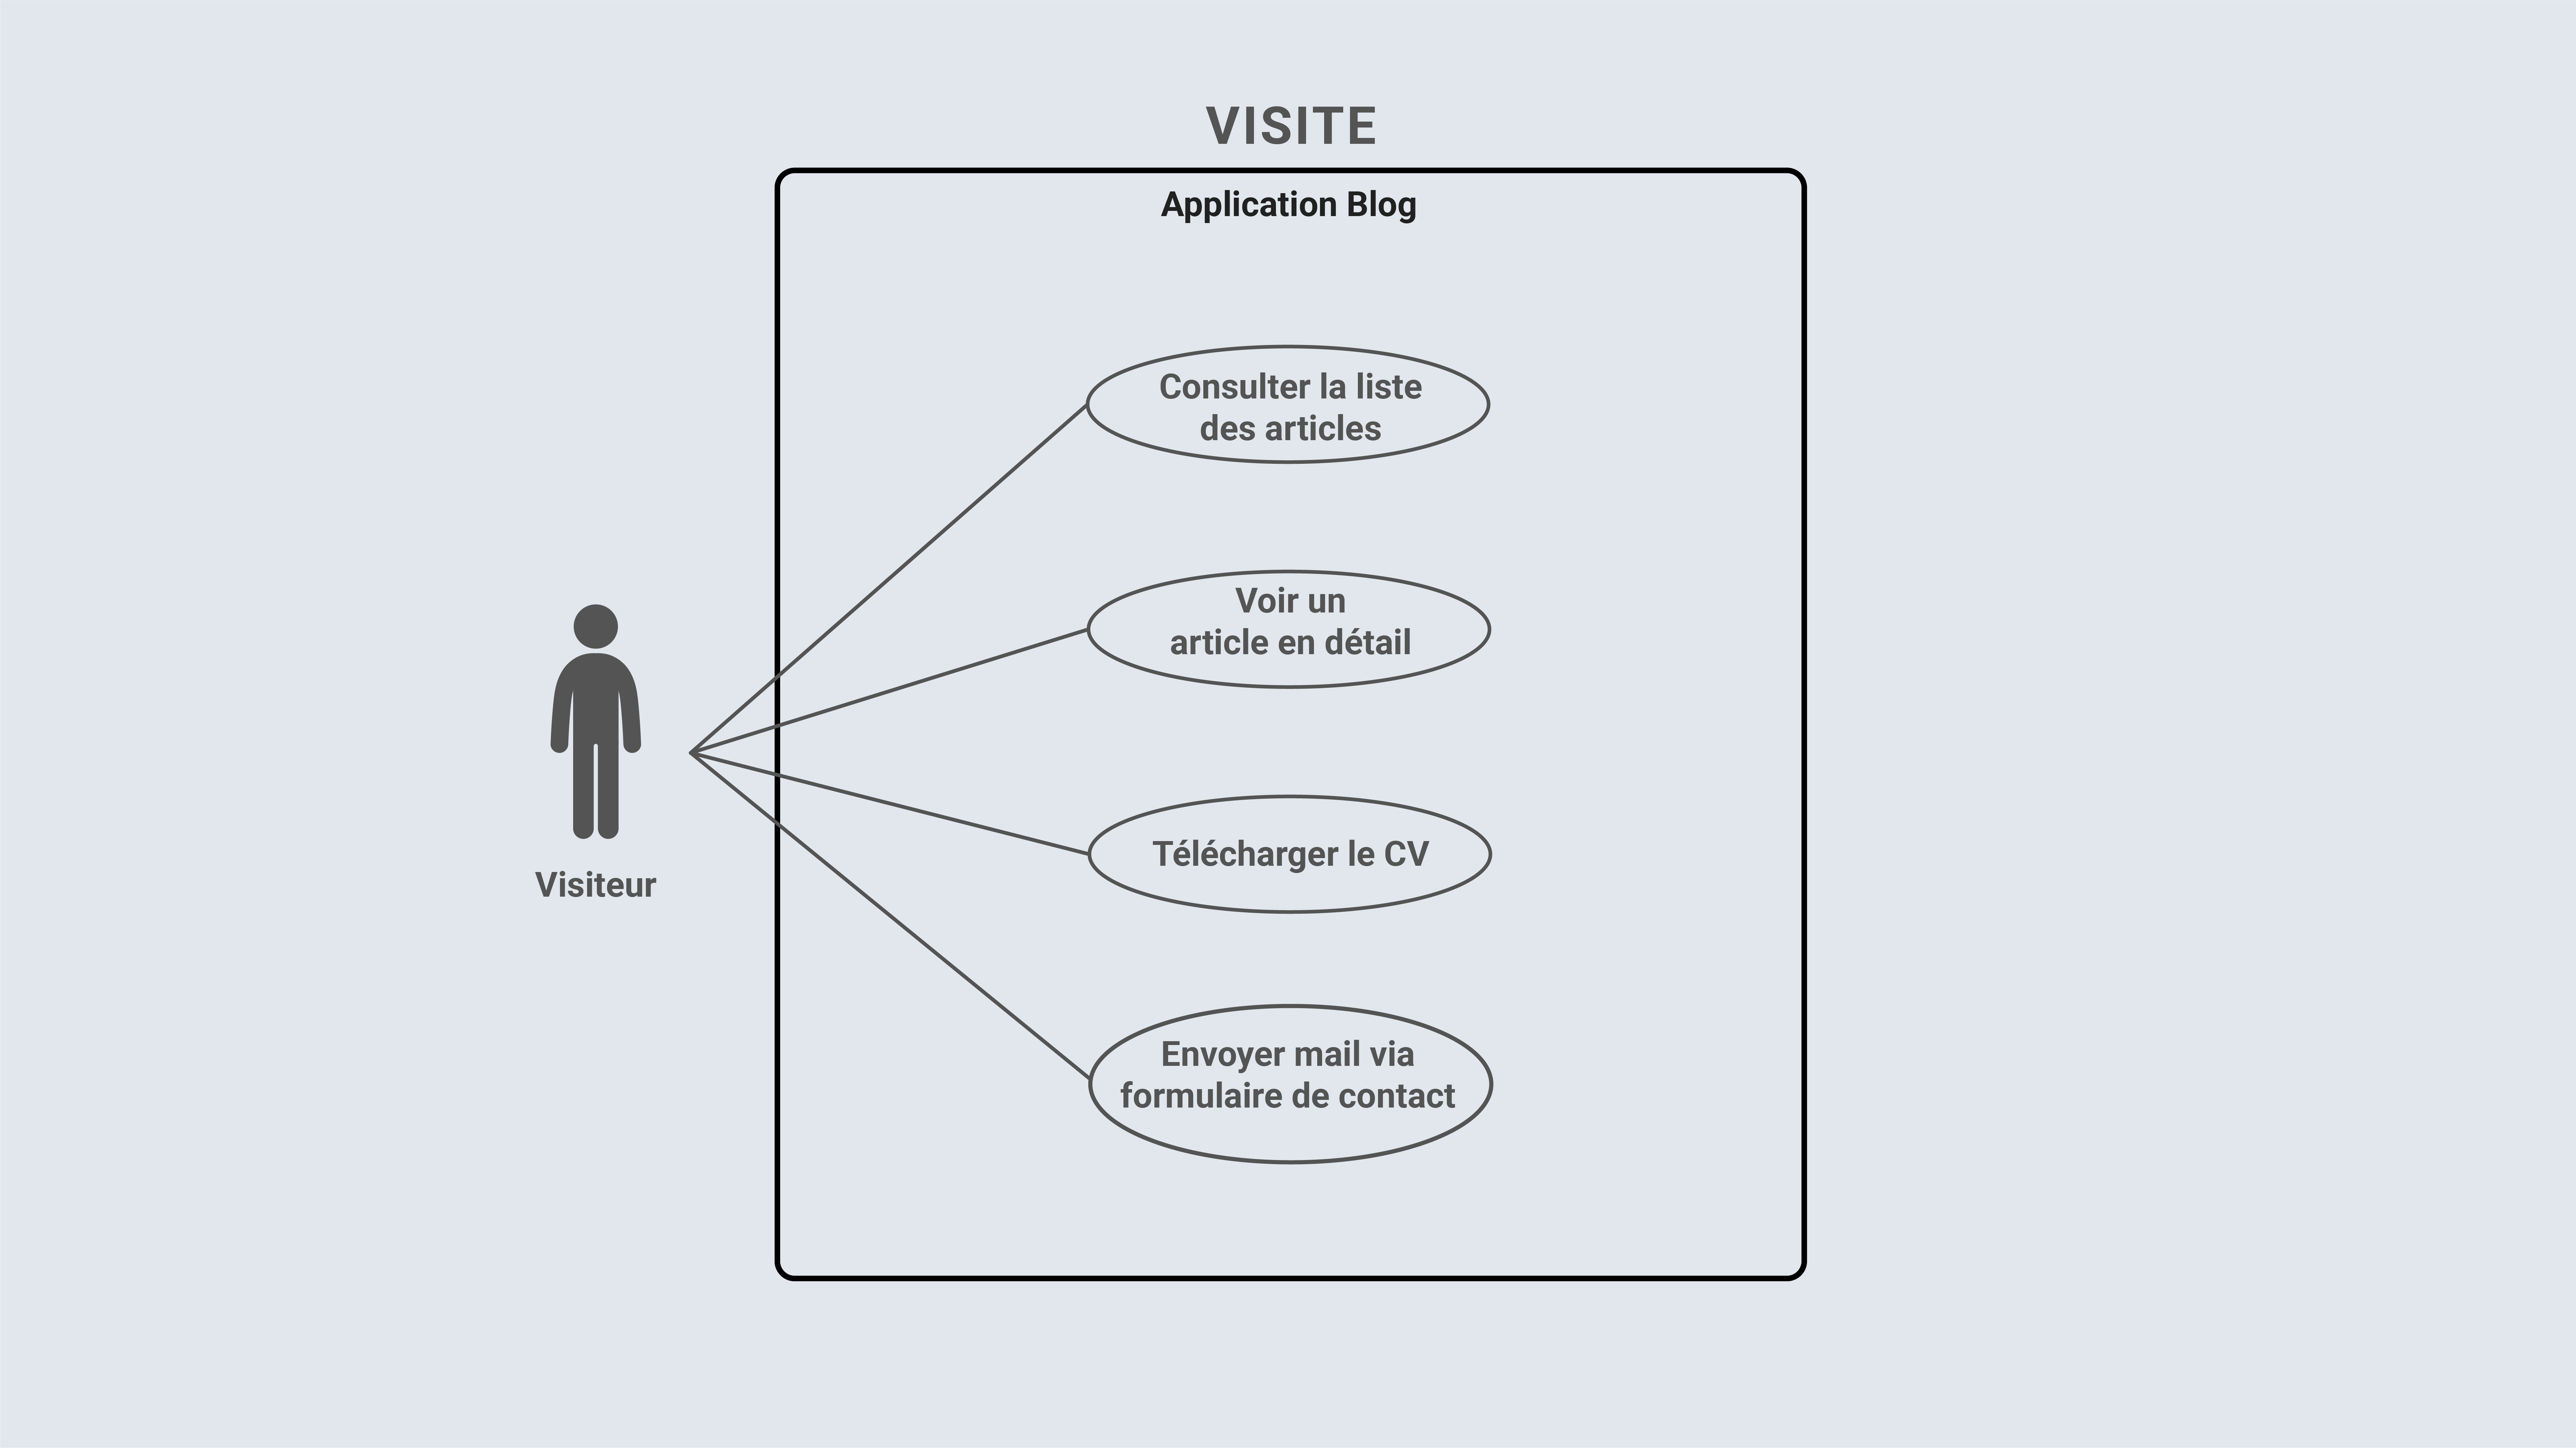 VISITE
Application Blog
Consulter la liste
des articles
Voir un
article en détail
Télécharger le CV
Visiteur
Envoyer mail via
formulaire de contact